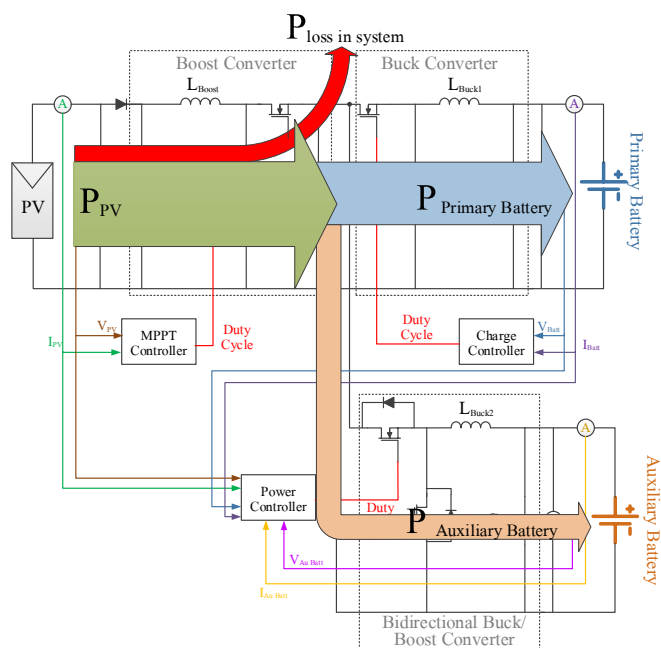 P loss in system
Boost Converter
Buck Converter
L Boost
L Buck1
A
A
PV
P PV
P Primary Battery
Primary Battery
V PV
I PV
MPPT
Controller
Duty
Cycle
Duty
Cycle
Charge
Controller
V Batt
I Batt
L Buck2
A
Power
Controller
Duty
P Auxiliary Battery
Auxiliary Battery
V Au Batt
I Au Batt
Bidirectional Buck/
Boost Converter